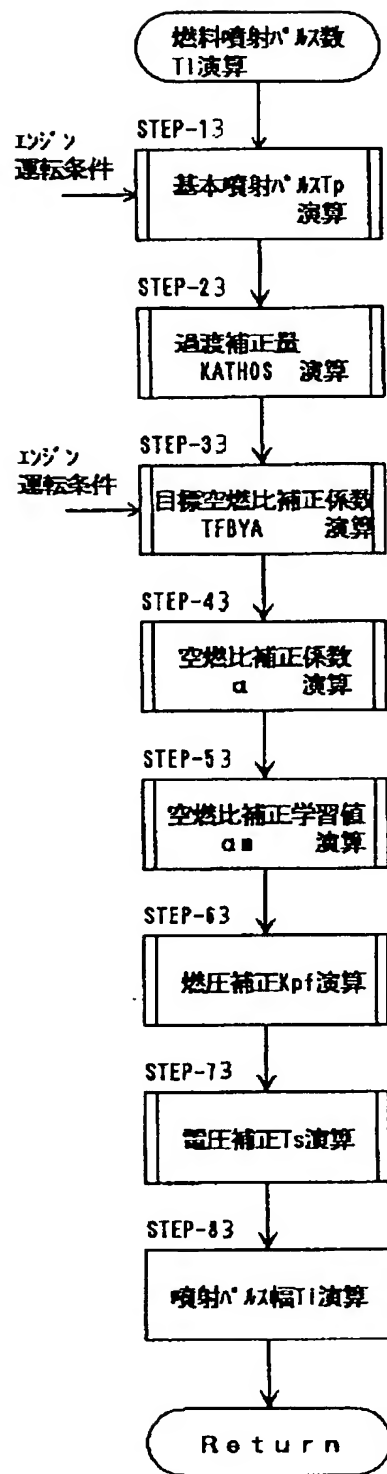 燃料噴射ﾊﾟﾙｽ数
TI演算
STEP-13
ｴﾝｼﾞﾝ
運転条件
基本噴射ﾊﾟﾙｽTp
演算
STEP-23
過渡補正量
KATHOS 演算
STEP-33
ｴﾝｼﾞﾝ
運転条件
目標空燃比補正係数
TFBYA 演算
STEP-43
空燃比補正係数
α 演算
STEP-53
空燃比補正学習値
αm 演算
STEP-63
燃圧補正Kpf演算
STEP-73
電圧補正Ts演算
STEP-83
噴射ﾊﾟﾙｽ幅Ti演算
Return